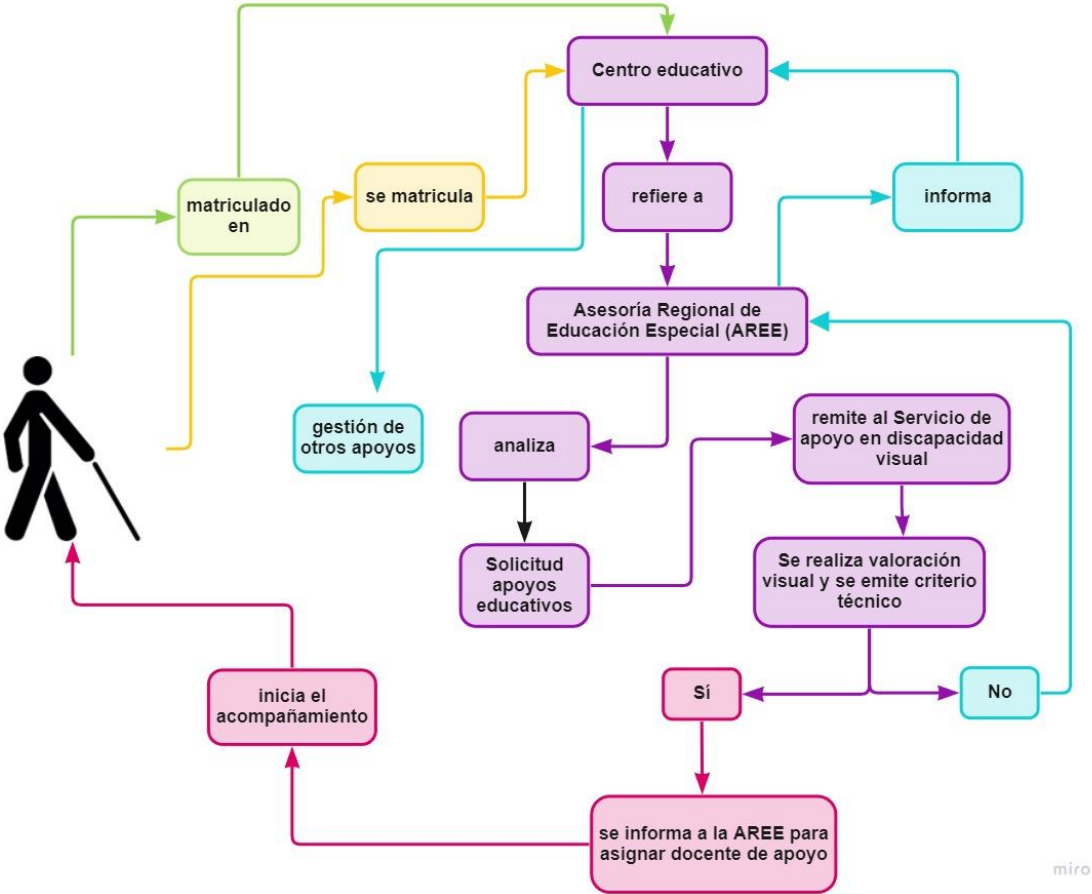 Centro educativo
se matricula
refiere a
informa
matriculado
en
Asesoría Regional de
Educación Especial (AREE)
gestión de
otros apoyos
analiza
remite al Servicio de
apoyo en discapacidad
visual
Solicitud
apoyos
educativos
Se realiza valoración
visual y se emite criterio
técnico
Sí
No
inicia el
acompañamiento
se informa a la AREE para
asignar docente de apoyo
miro